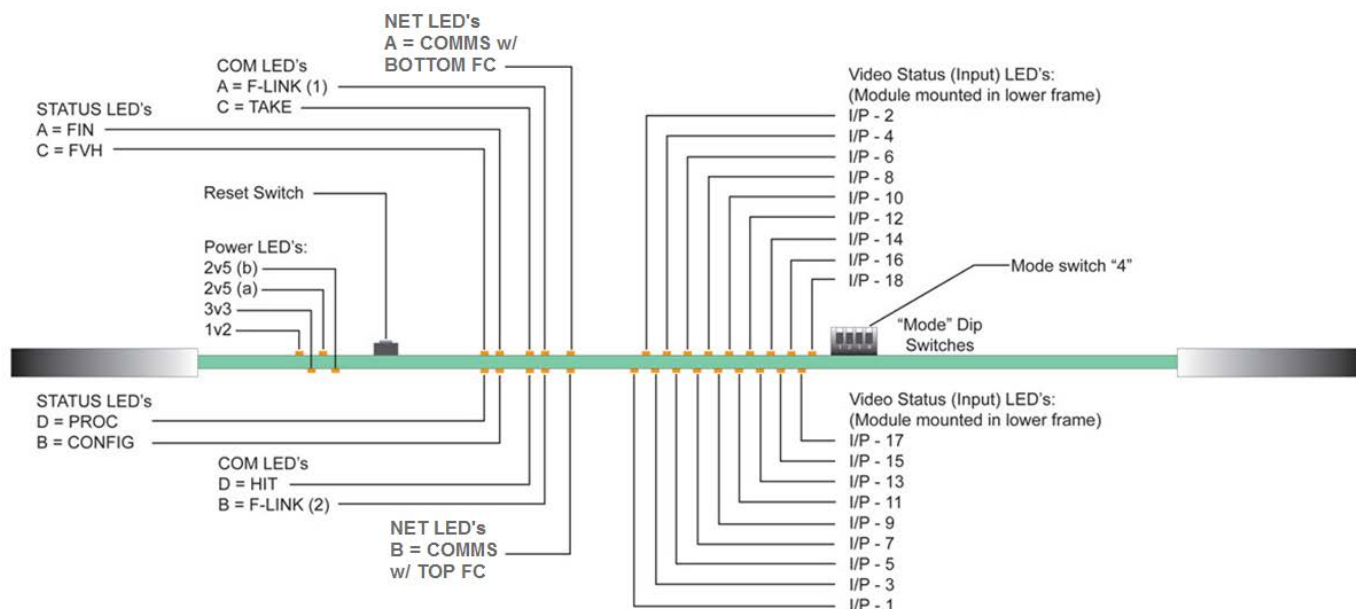 NET LED's
A = COMMS w/
BOTTOM FC
COM LED's
A = F-LINK (1)
C = TAKE
STATUS LED's
A = FIN
C = FVH
Reset Switch
Power LED's:
2v5 (b)
2v5 (a)
3v3
1v2
Video Status (Input) LED's:
(Module mounted in lower frame)
I/P - 2
I/P - 4
I/P - 6
I/P - 8
I/P - 10
I/P - 12
I/P - 14
I/P - 16
I/P - 18
Mode switch "4"
"Mode" Dip
Switches
1 2 3 4
STATUS LED's
D = PROC
B = CONFIG
COM LED's
D = HIT
B = F-LINK (2)
NET LED's
B = COMMS
w/ TOP FC
Video Status (Input) LED's:
(Module mounted in lower frame)
I/P - 17
I/P - 15
I/P - 13
I/P - 11
I/P - 9
I/P - 7
I/P - 5
I/P - 3
I/P - 1